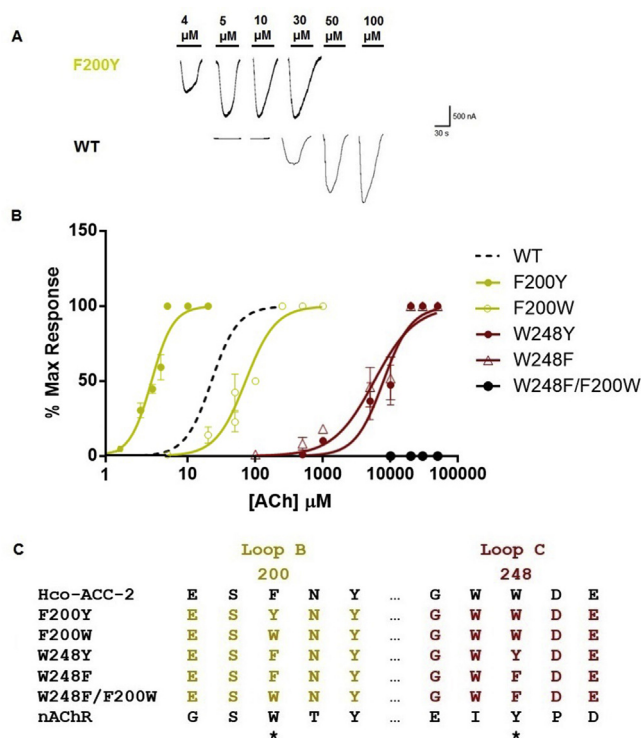 A
4 5 10 30 50 100
µM µM µM µM µM µM
F200Y
500 nA
30 s
WT
B
150
100
50
0
% Max Response
1 10 100 1000 10000 100000
[ACh] µM
WT
F200Y
F200W
W248Y
W248F
W248F/F200W
C
Loop B Loop C
200 248
Hco-ACC-2 E S F N Y ... G W W D E
F200Y E S Y N Y ... G W W D E
F200W E S W N Y ... G W W D E
W248Y E S F N Y ... G W Y D E
W248F E S F N Y ... G W F D E
W248F/F200W E S W N Y ... G W F D E
nAChR G S W T Y ... E I Y P D
* *